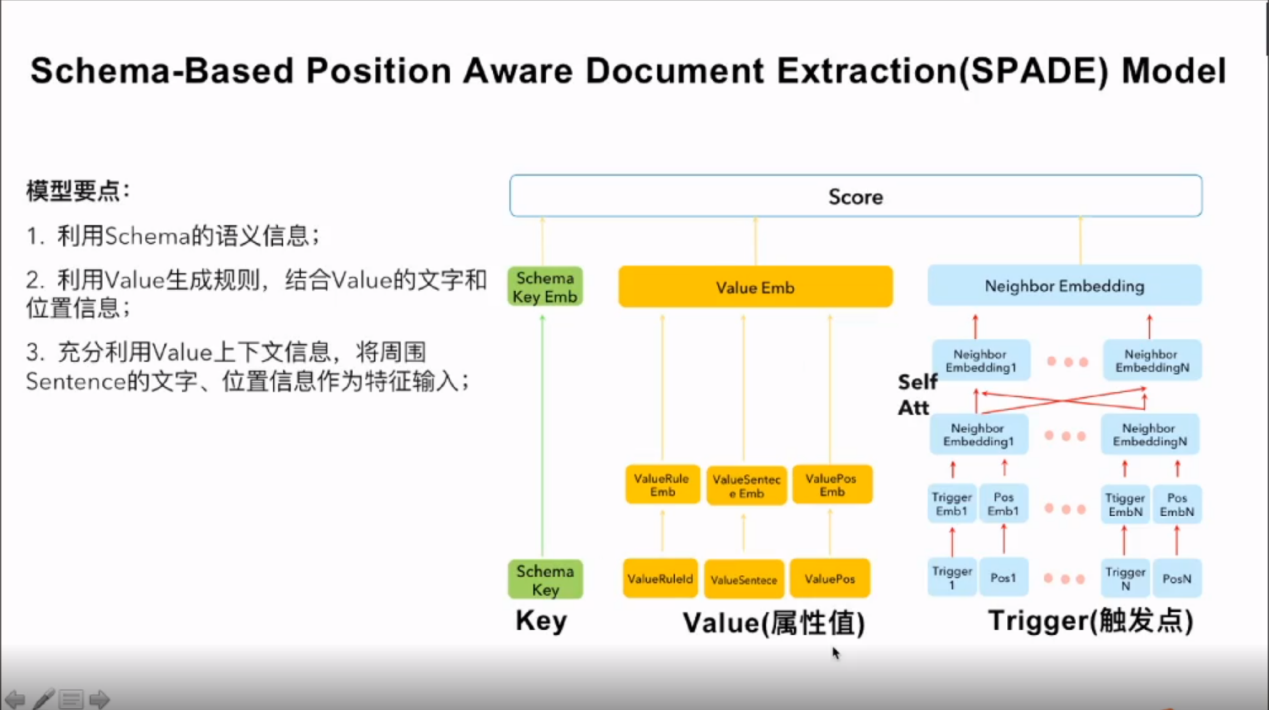 Schema-Based Position Aware Document Extraction(SPADE) Model
模型要点：
1. 利用Schema的语义信息；
2. 利用Value生成规则，结合Value的文字和
位置信息；
3. 充分利用Value上下文信息，将周围
Sentence的文字、位置信息作为特征输入；
Score
Schema
Key Emb
Value Emb
Neighbor Embedding
Neighbor
Embedding1
Neighbor
EmbeddingN
Self
Att
Neighbor
Embedding1
Neighbor
EmbeddingN
ValueRule
Emb
ValueSentec
e Emb
ValuePos
Emb
Trigger
Emb1
Pos
Emb1
Ttigger
EmbN
Pos
EmbN
Schema
Key
ValueRuleId
ValueSentece
ValuePos
Trigger
1
Pos1
Trigger
N
PosN
Key
Value(属性值)
Trigger(触发点)